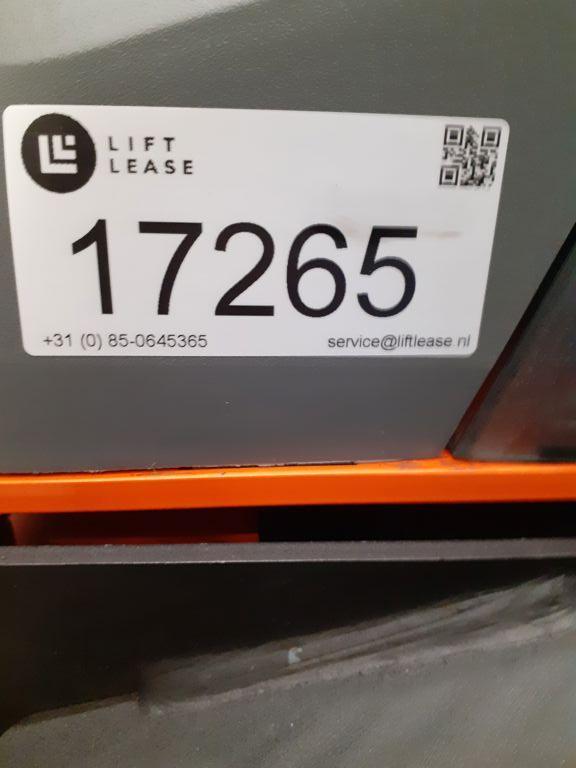 LIFT
LEASE
17265
+31 (0) 85-0645365
service@liftlease.nl